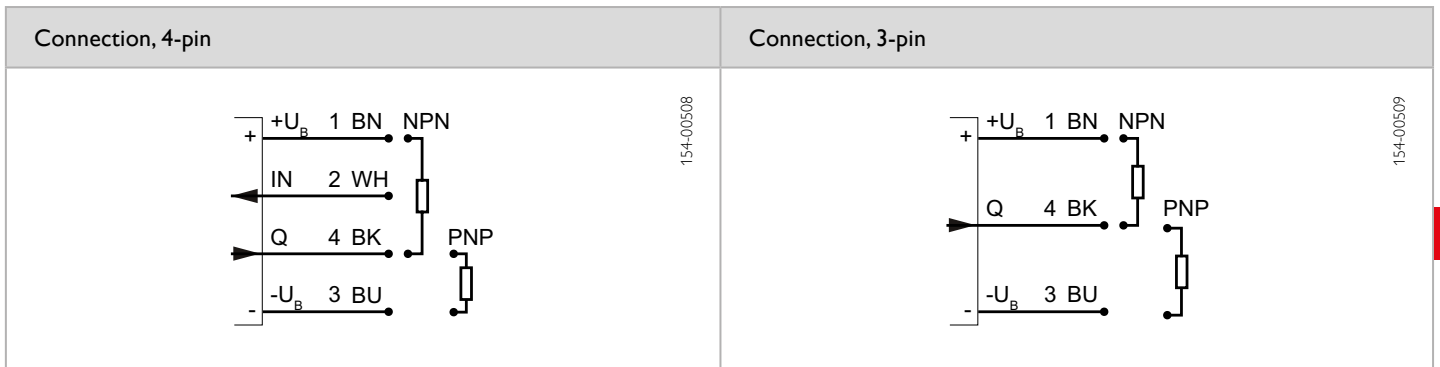 Connection, 4-pin
+U_B 1 BN NPN
+
IN 2 WH
Q 4 BK PNP
-U_B 3 BU
-
154-00508
Connection, 3-pin
+U_B 1 BN NPN
+
Q 4 BK PNP
-U_B 3 BU
-
154-00509